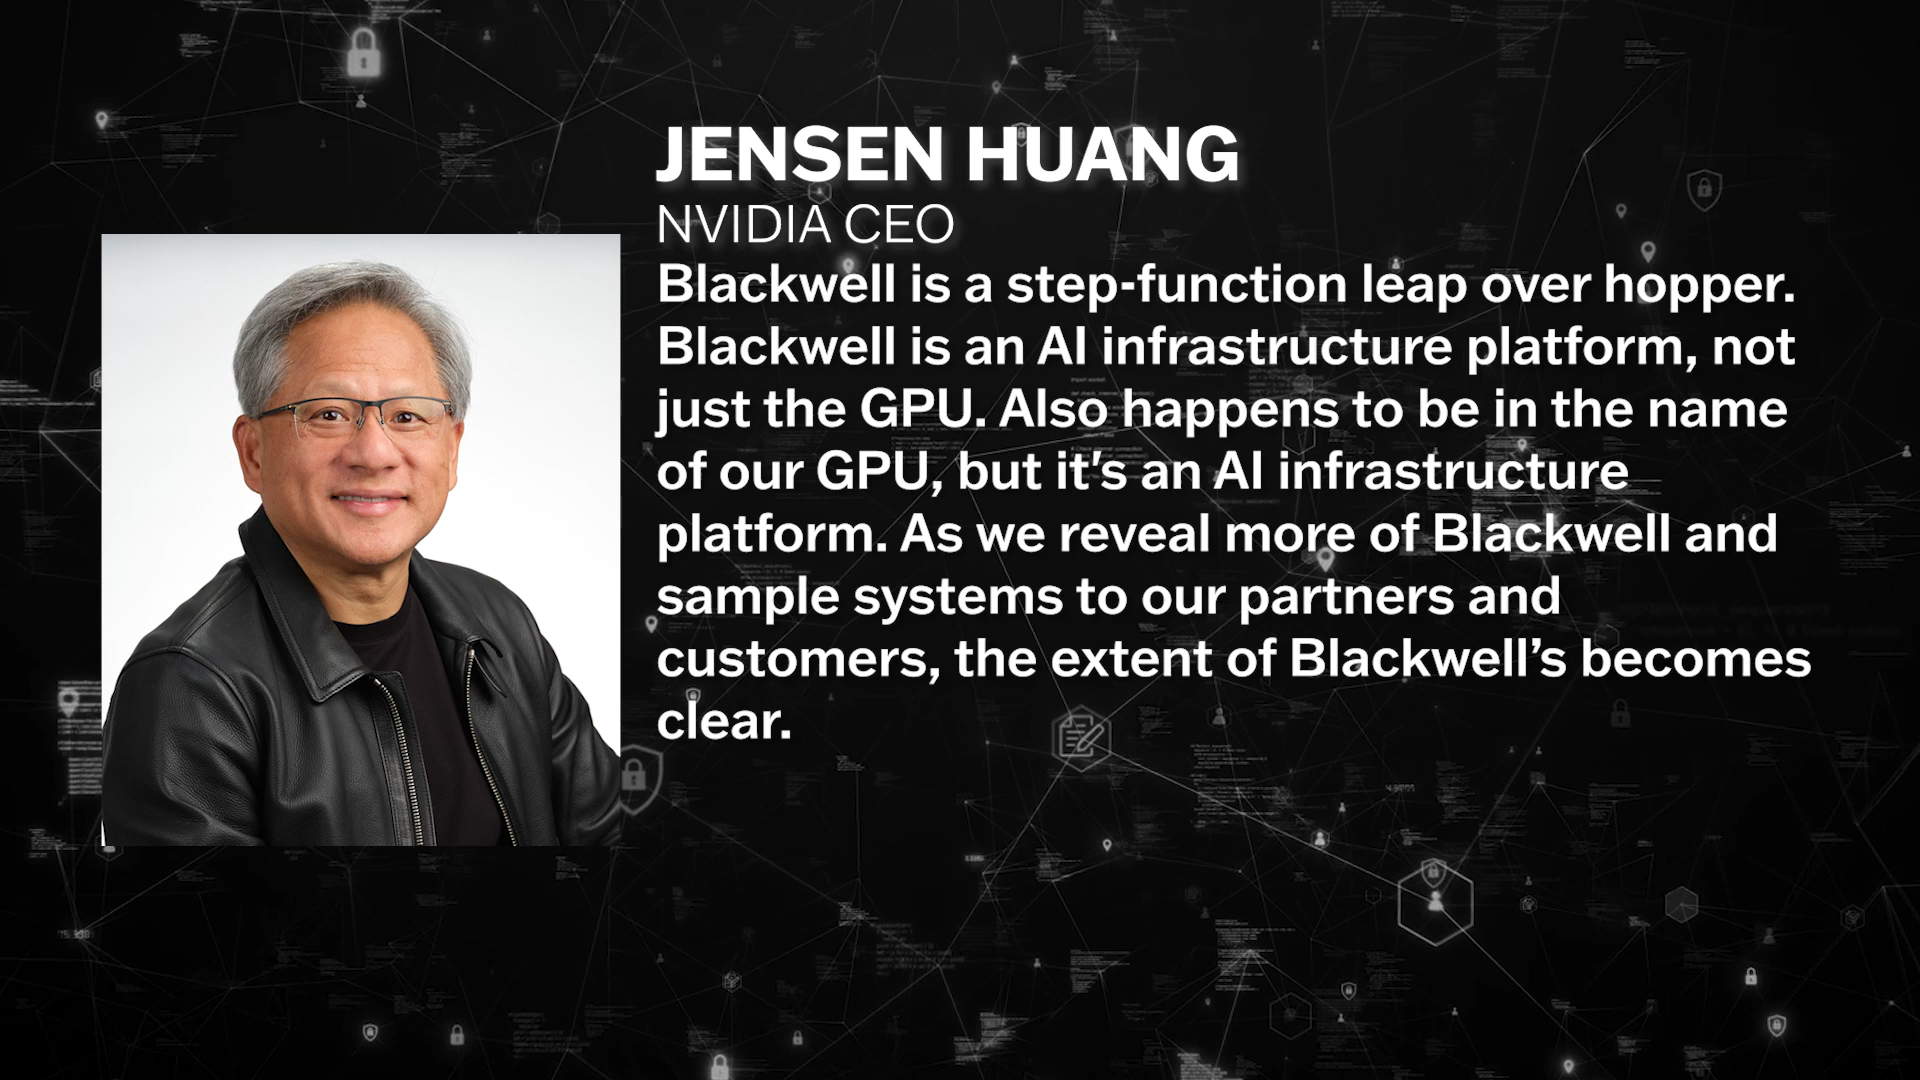 JENSEN HUANG
NVIDIA CEO
Blackwell is a step-function leap over hopper.
Blackwell is an AI infrastructure platform, not
just the GPU. Also happens to be in the name
of our GPU, but it's an AI infrastructure
platform. As we reveal more of Blackwell and
sample systems to our partners and
customers, the extent of Blackwell’s becomes
clear.